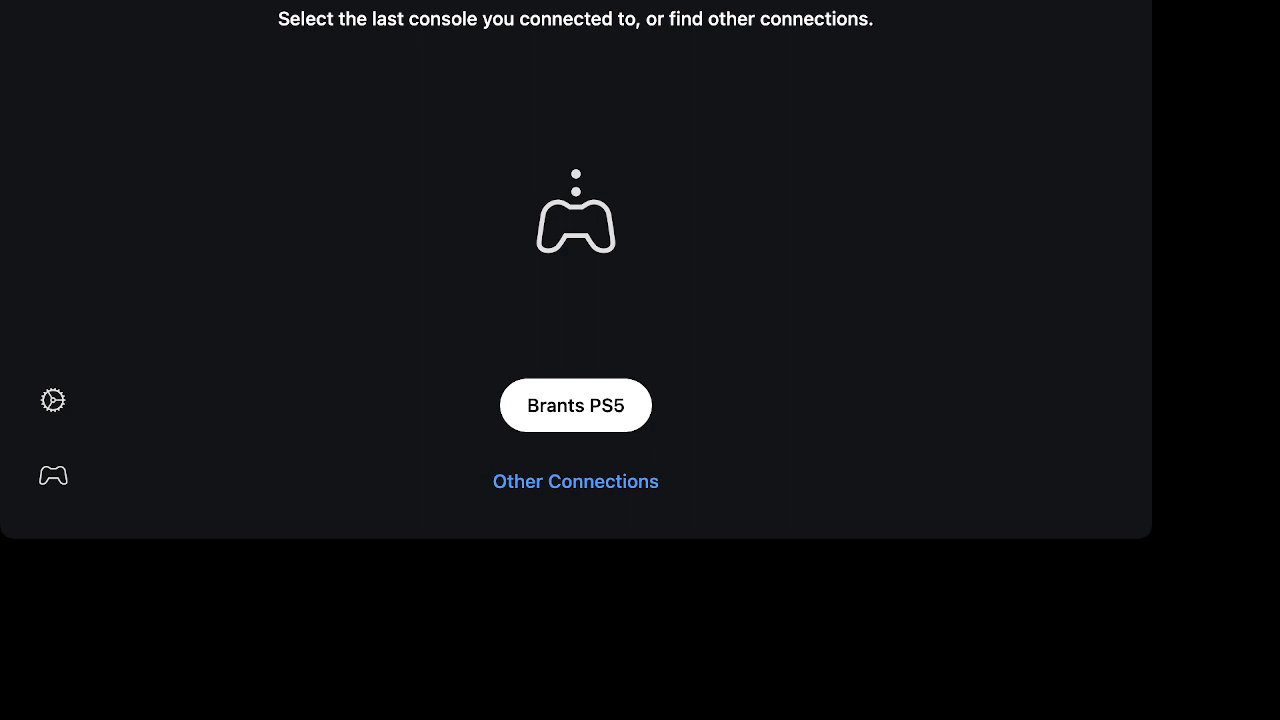 Select the last console you connected to, or find other connections.
Brants PS5
Other Connections